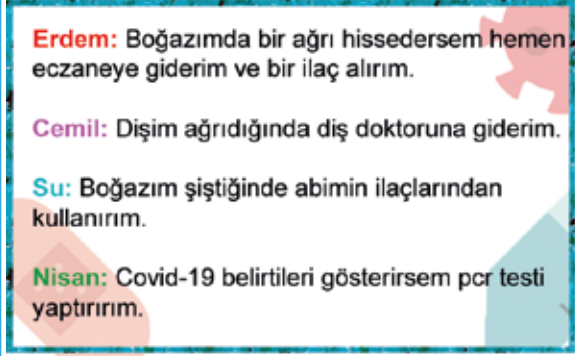 Erdem: Boğazımda bir ağrı hissedersem hemen
eczaneye giderim ve bir ilaç alırım.
Cemil: Dişim ağrıdığında diş doktoruna giderim.
Su: Boğazım şiştiğinde abimin ilaçlarından
kullanırım.
Nisan: Covid-19 belirtileri gösterirsem pcr testi
yaptırırım.